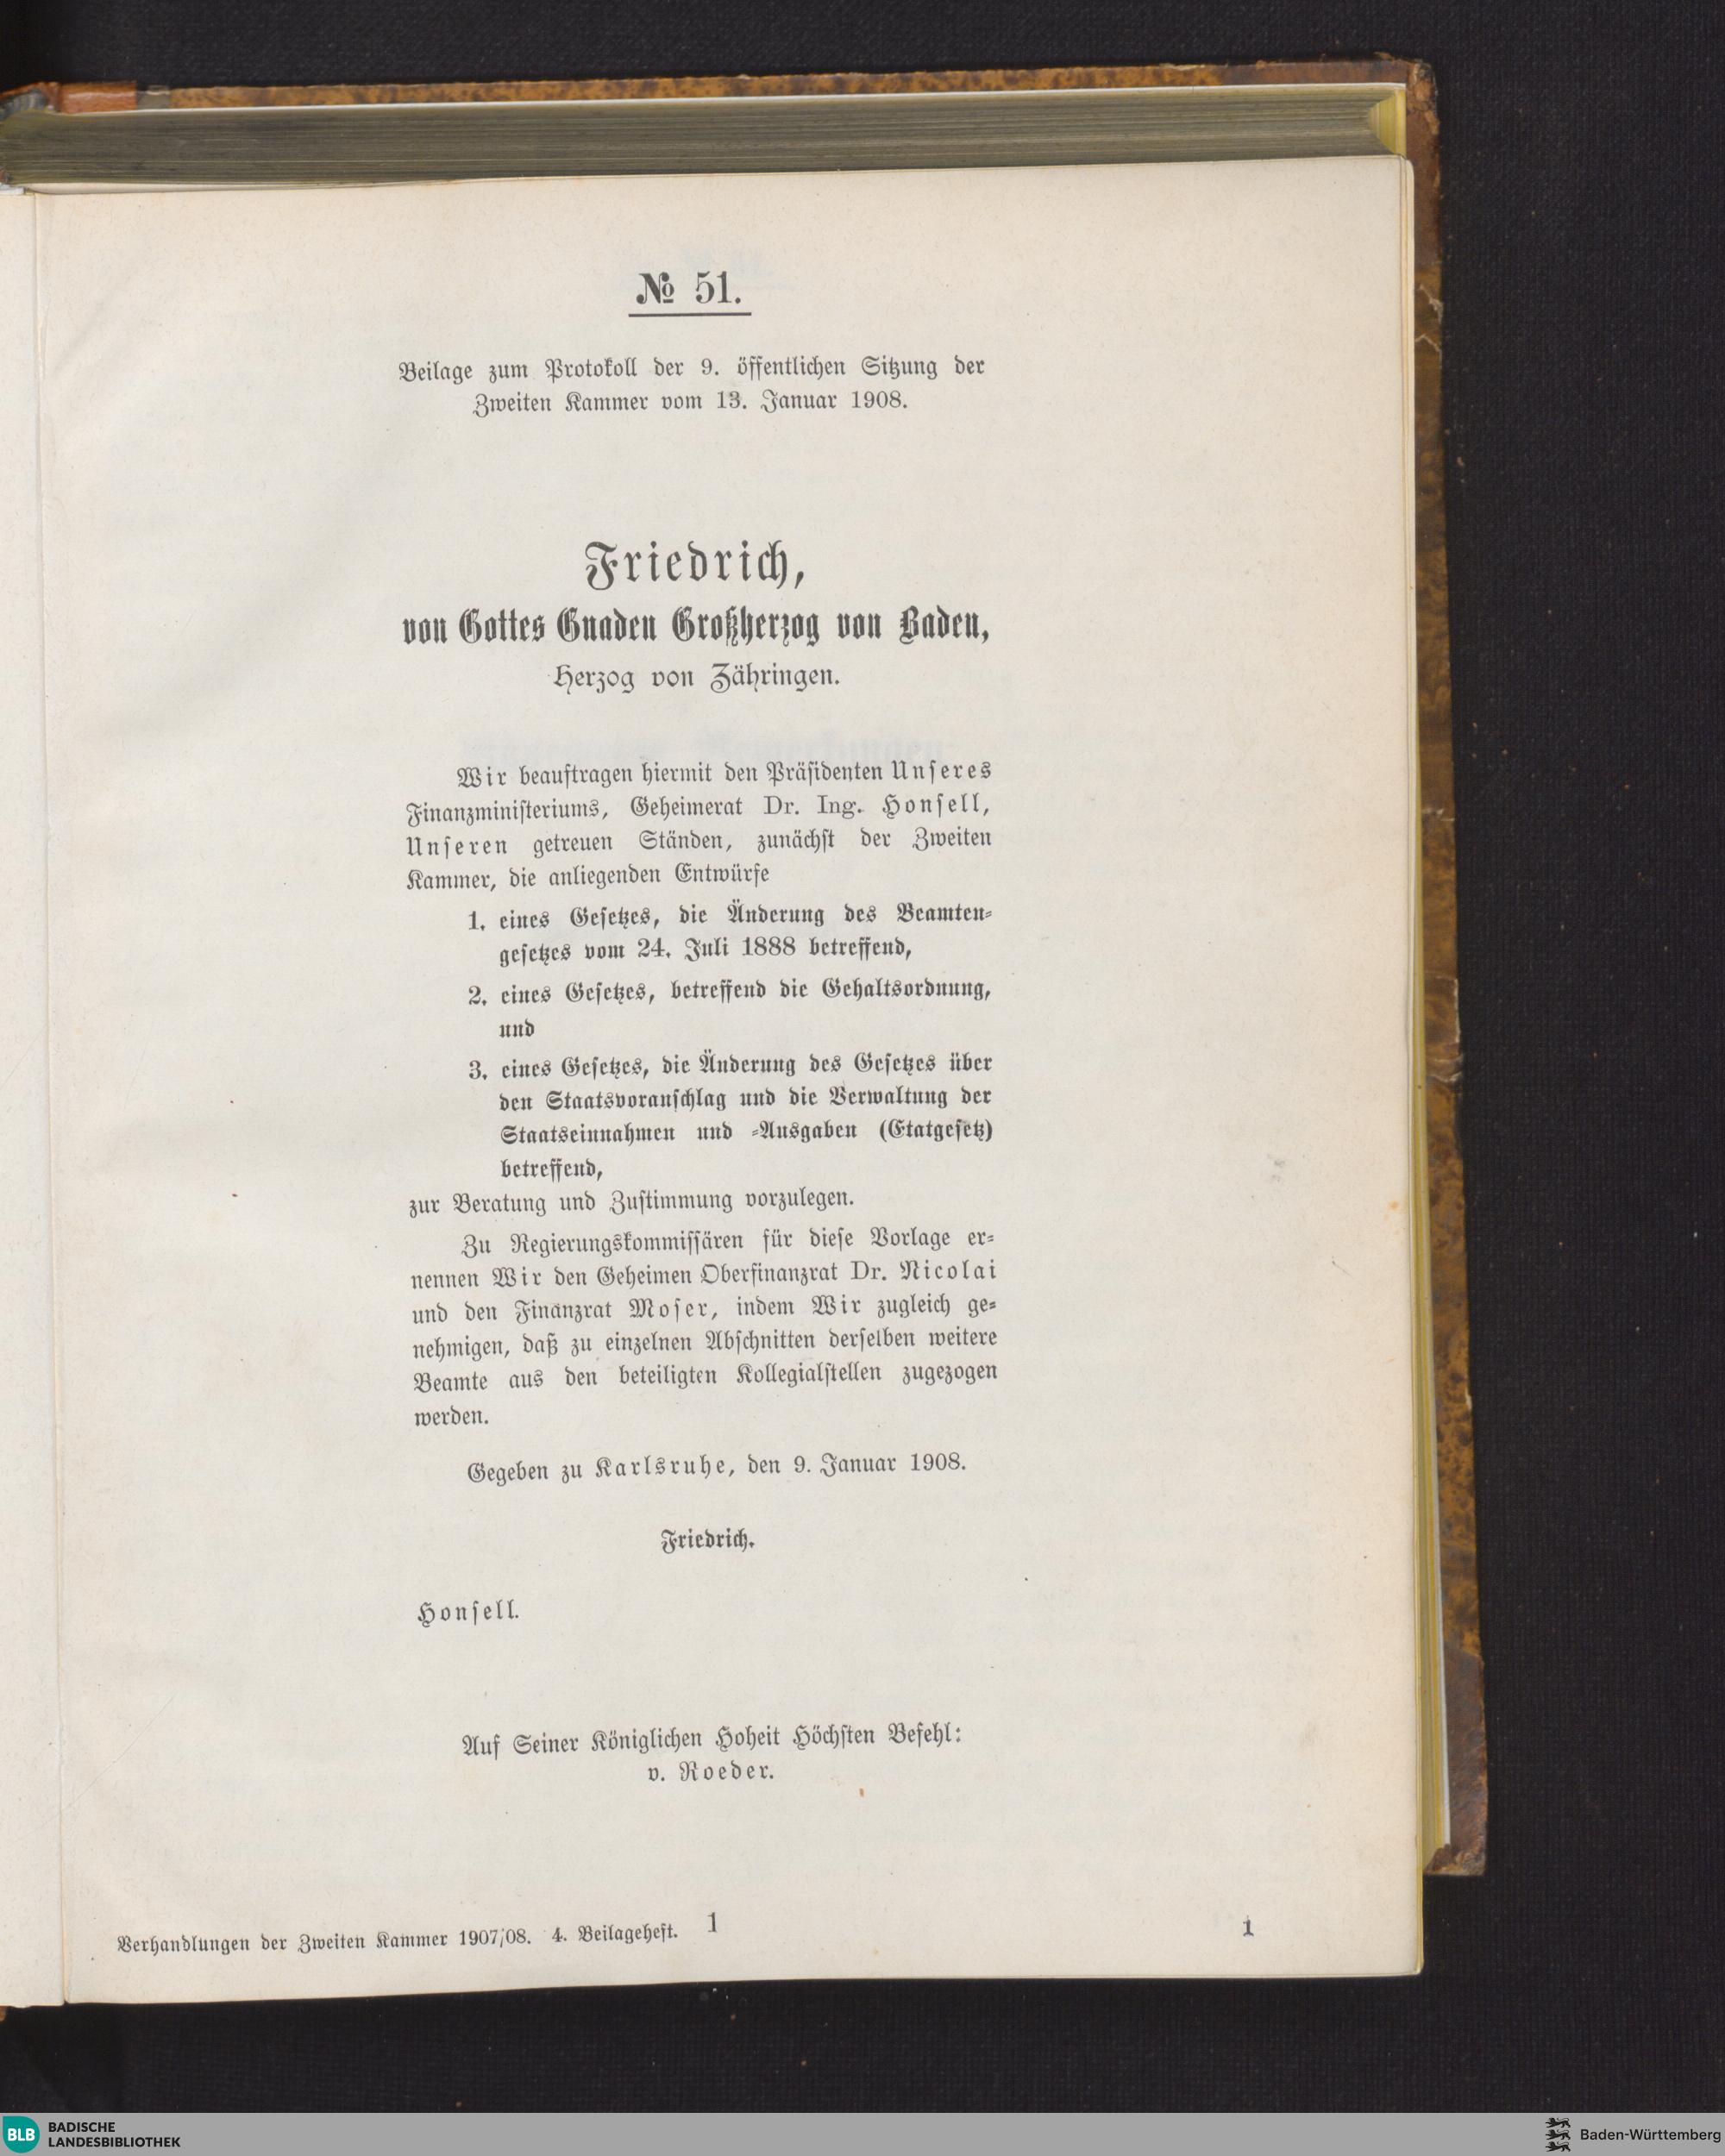 № 51.
Beilage zum Protokoll der 9. öffentlichen Sitzung der
Zweiten Kammer vom 13. Januar 1908.
Friedrich,
von Gottes Gnaden Großherzog von Baden,
Herzog von Zähringen.
Wir beauftragen hiermit den Präsidenten Unseres
Finanzministeriums, Geheimerat Dr. Ing. Honsell,
Unseren getreuen Ständen, zunächst der Zweiten
Kammer, die anliegenden Entwürfe
1. eines Gesetzes, die Änderung des Beamten-
gesetzes vom 24. Juli 1888 betreffend,
2. eines Gesetzes, betreffend die Gehaltsordnung,
und
3. eines Gesetzes, die Änderung des Gesetzes über
den Staatsvoranschlag und die Verwaltung der
Staatseinnahmen und -Ausgaben (Etatgesetz)
betreffend,
zur Beratung und Zustimmung vorzulegen.
Zu Regierungskommissären für diese Vorlage er-
nennen Wir den Geheimen Oberfinanzrat Dr. Nicolai
und den Finanzrat Moser, indem Wir zugleich ge-
nehmigen, daß zu einzelnen Abschnitten derselben weitere
Beamte aus den beteiligten Kollegialstellen zugezogen
werden.
Gegeben zu Karlsruhe, den 9. Januar 1908.
Friedrich.
Honsell.
Auf Seiner Königlichen Hoheit Höchsten Befehl:
v. Roeder.
Verhandlungen der Zweiten Kammer 1907/08. 4. Beilageheft. 1 1
BLB BADISCHE
LANDESBIBLIOTHEK
Baden-Württemberg